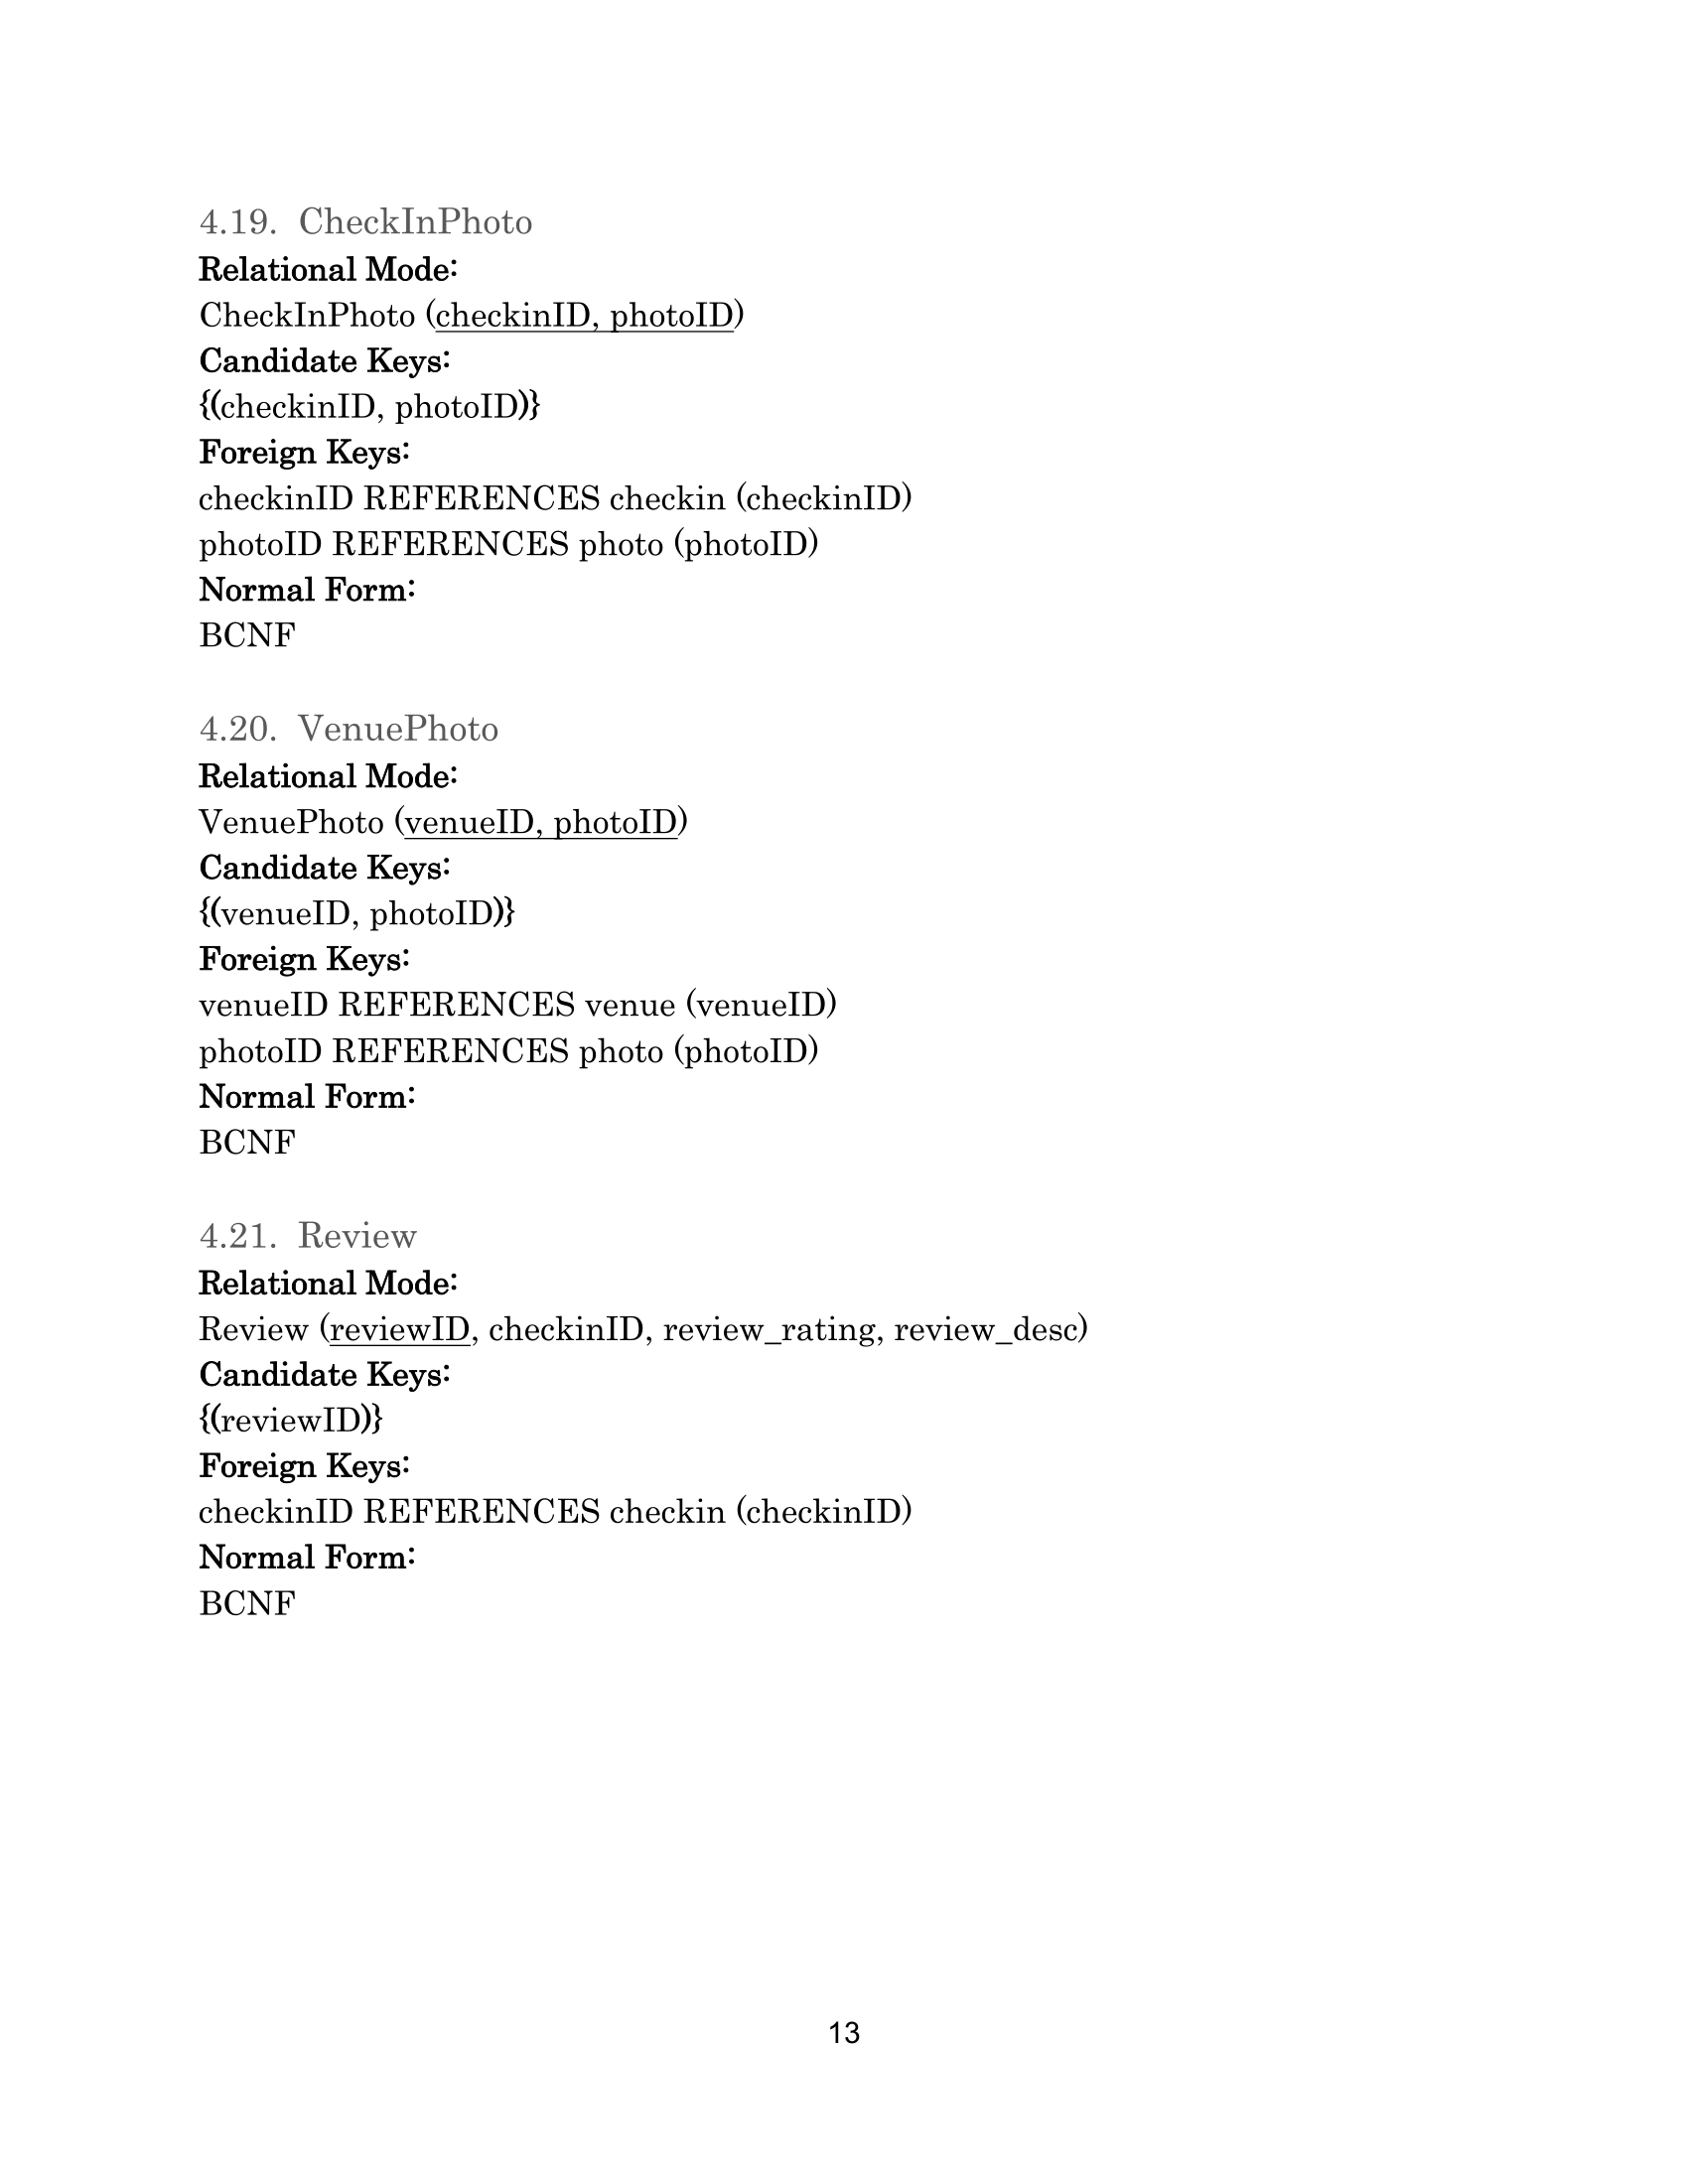 4.19. CheckInPhoto
Relational Mode:
CheckInPhoto (checkinID, photoID)
Candidate Keys:
{(checkinID, photoID)}
Foreign Keys:
checkinID REFERENCES checkin (checkinID)
photoID REFERENCES photo (photoID)
Normal Form:
BCNF
4.20. VenuePhoto
Relational Mode:
VenuePhoto (venueID, photoID)
Candidate Keys:
{(venueID, photoID)}
Foreign Keys:
venueID REFERENCES venue (venueID)
photoID REFERENCES photo (photoID)
Normal Form:
BCNF
4.21. Review
Relational Mode:
Review (reviewID, checkinID, review_rating, review_desc)
Candidate Keys:
{(reviewID)}
Foreign Keys:
checkinID REFERENCES checkin (checkinID)
Normal Form:
BCNF
13